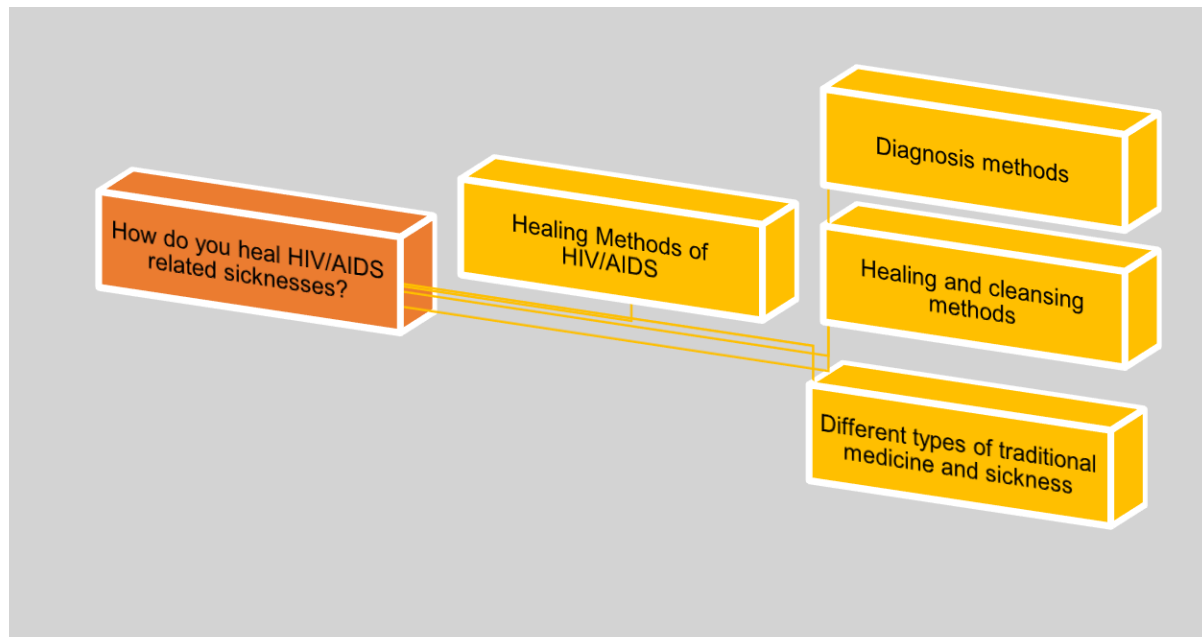 How do you heal HIV/AIDS
related sicknesses?
Healing Methods of
HIV/AIDS
Diagnosis methods
Healing and cleansing
methods
Different types of traditional
medicine and sickness